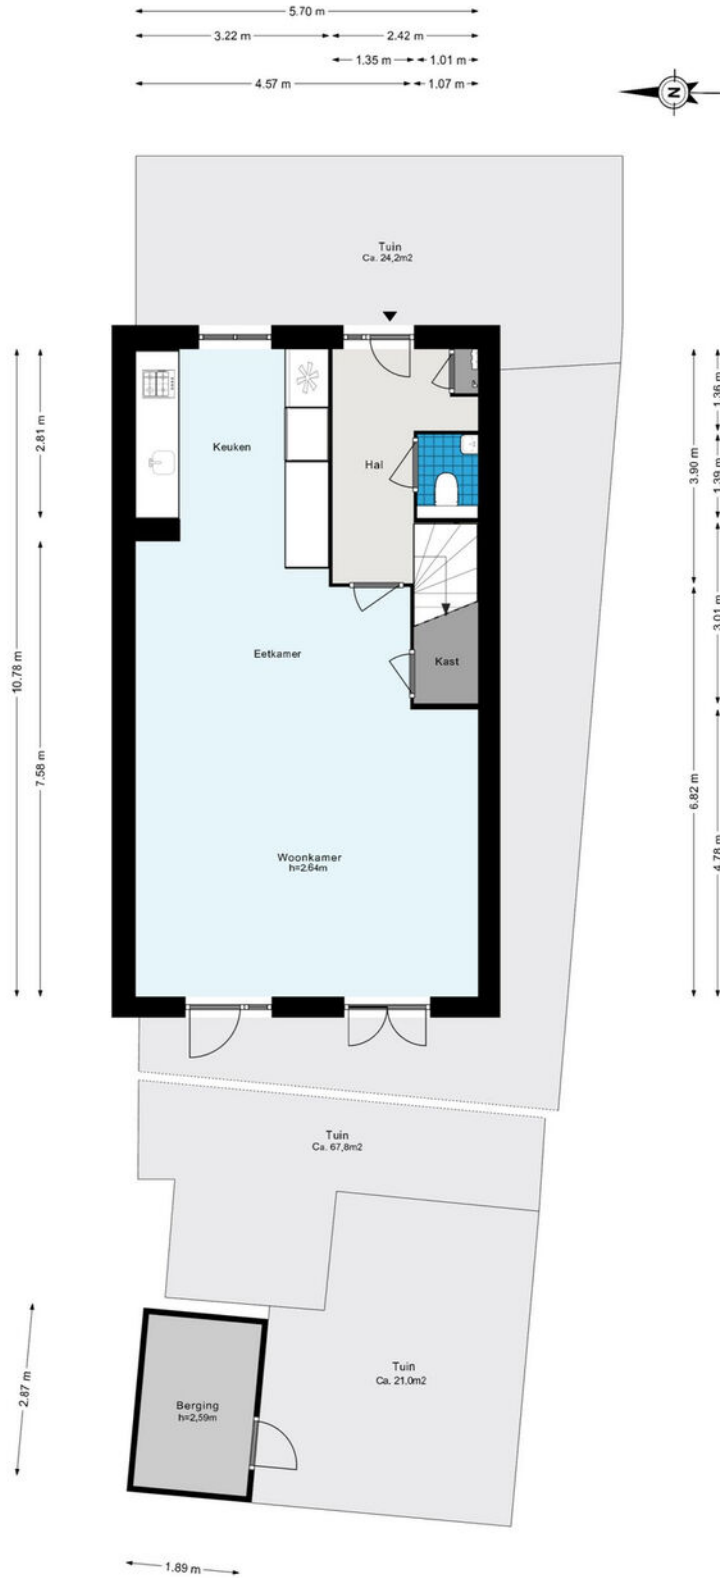 5.70 m
3.22 m
2.42 m
1.35 m
1.01 m
4.57 m
1.07 m
N
Tuin
Ca. 24,2m2
2.81 m
Keuken
Hal
1.36 m
1.39 m
3.90 m
10.78 m
7.58 m
Eetkamer
Kast
3.01 m
6.82 m
4.78 m
Woonkamer
h=2.64m
Tuin
Ca. 67,8m2
2.87 m
Tuin
Ca. 21.0m2
Berging
h=2,59m
1.89 m